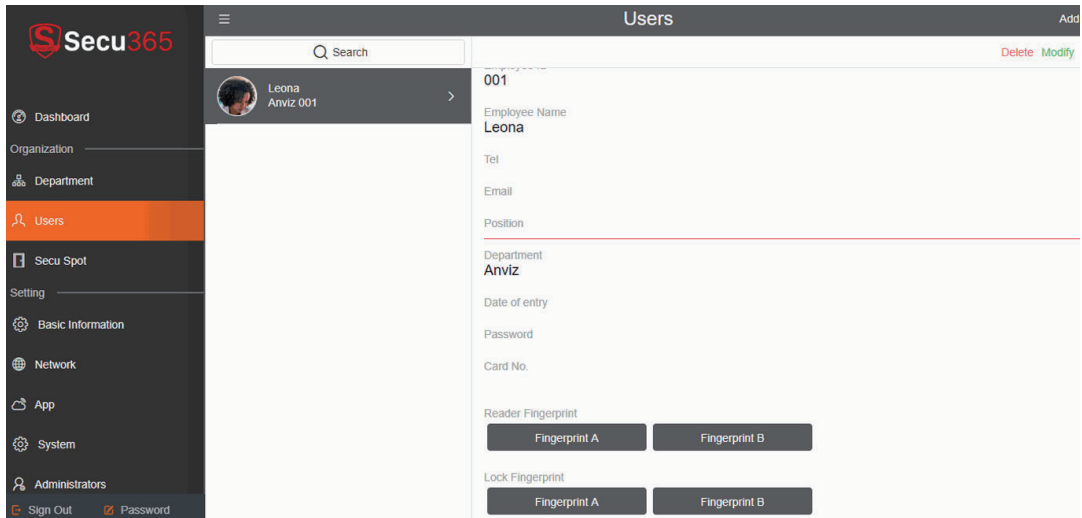 Secu365
Dashboard
Organization
Department
Users
Secu Spot
Setting
Basic Information
Network
App
System
Administrators
Sign Out
Password
Users
Add
Search
Leona
Anviz 001
Delete Modify
001
Employee Name
Leona
Tel
Email
Position
Department
Anviz
Date of entry
Password
Card No.
Reader Fingerprint
Fingerprint A
Fingerprint B
Lock Fingerprint
Fingerprint A
Fingerprint B